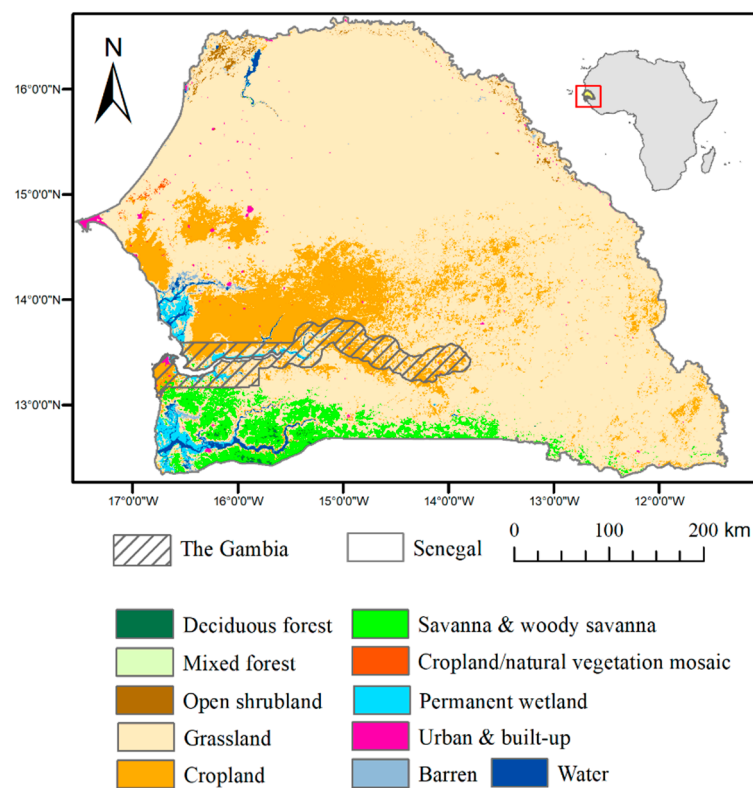 N
16°0'0"N
15°0'0"N
14°0'0"N
13°0'0"N
17°0'0"W 16°0'0"W 15°0'0"W 14°0'0"W 13°0'0"W 12°0'0"W
The Gambia Senegal 0 100 200 km
Deciduous forest Savanna & woody savanna
Mixed forest Cropland/natural vegetation mosaic
Open shrubland Permanent wetland
Grassland Urban & built-up
Cropland Barren Water